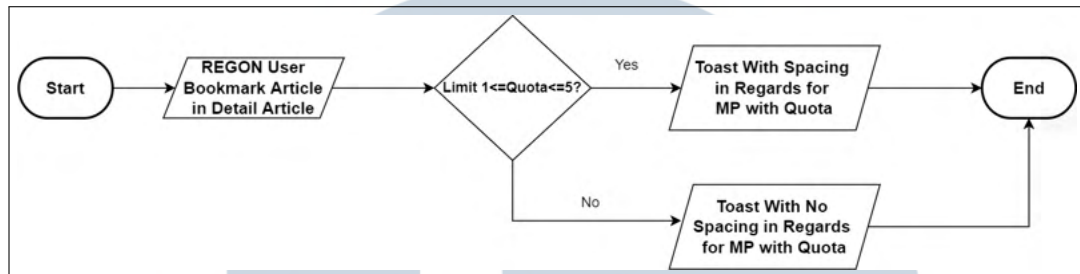 Start
REGON User
Bookmark Article
in Detail Article
Limit 1<=Quota<=5?
Yes
Toast With Spacing
in Regards for
MP with Quota
End
No
Toast With No
Spacing in Regards
for MP with Quota